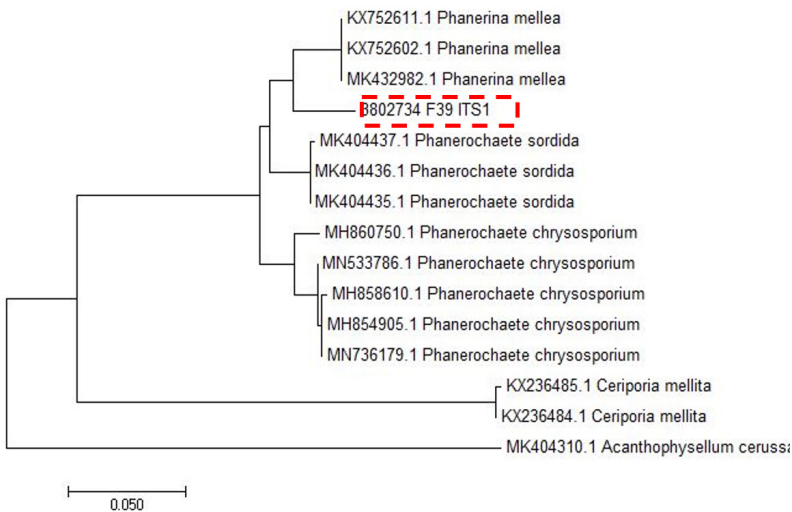 KX752611.1 Phanerina mellea
KX752602.1 Phanerina mellea
MK432982.1 Phanerina mellea
3802734 F39 ITS1
MK404437.1 Phanerochaete sordida
MK404436.1 Phanerochaete sordida
MK404435.1 Phanerochaete sordida
MH860750.1 Phanerochaete chrysosporium
MN533786.1 Phanerochaete chrysosporium
MH858610.1 Phanerochaete chrysosporium
MH854905.1 Phanerochaete chrysosporium
MN736179.1 Phanerochaete chrysosporium
KX236485.1 Ceriporia mellita
KX236484.1 Ceriporia mellita
MK404310.1 Acanthophysellum cerussa
0.050